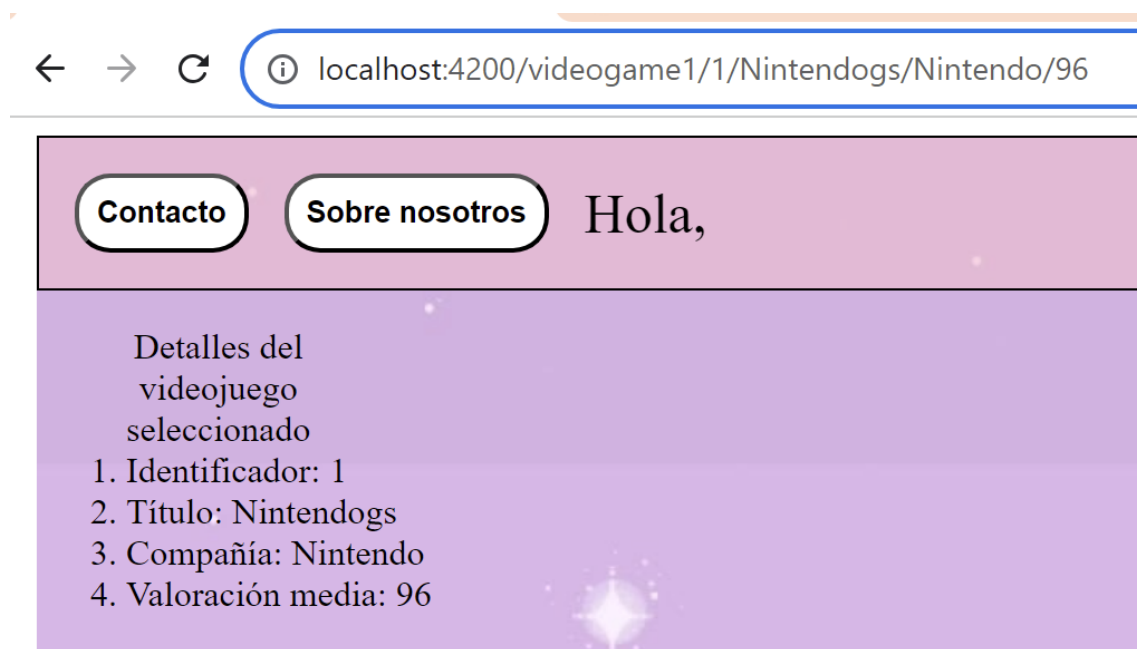 localhost:4200/videogame1/1/Nintendogs/Nintendo/96
Contacto Sobre nosotros Hola,
Detalles del
videojuego
seleccionado
1. Identificador: 1
2. Título: Nintendogs
3. Compañía: Nintendo
4. Valoración media: 96